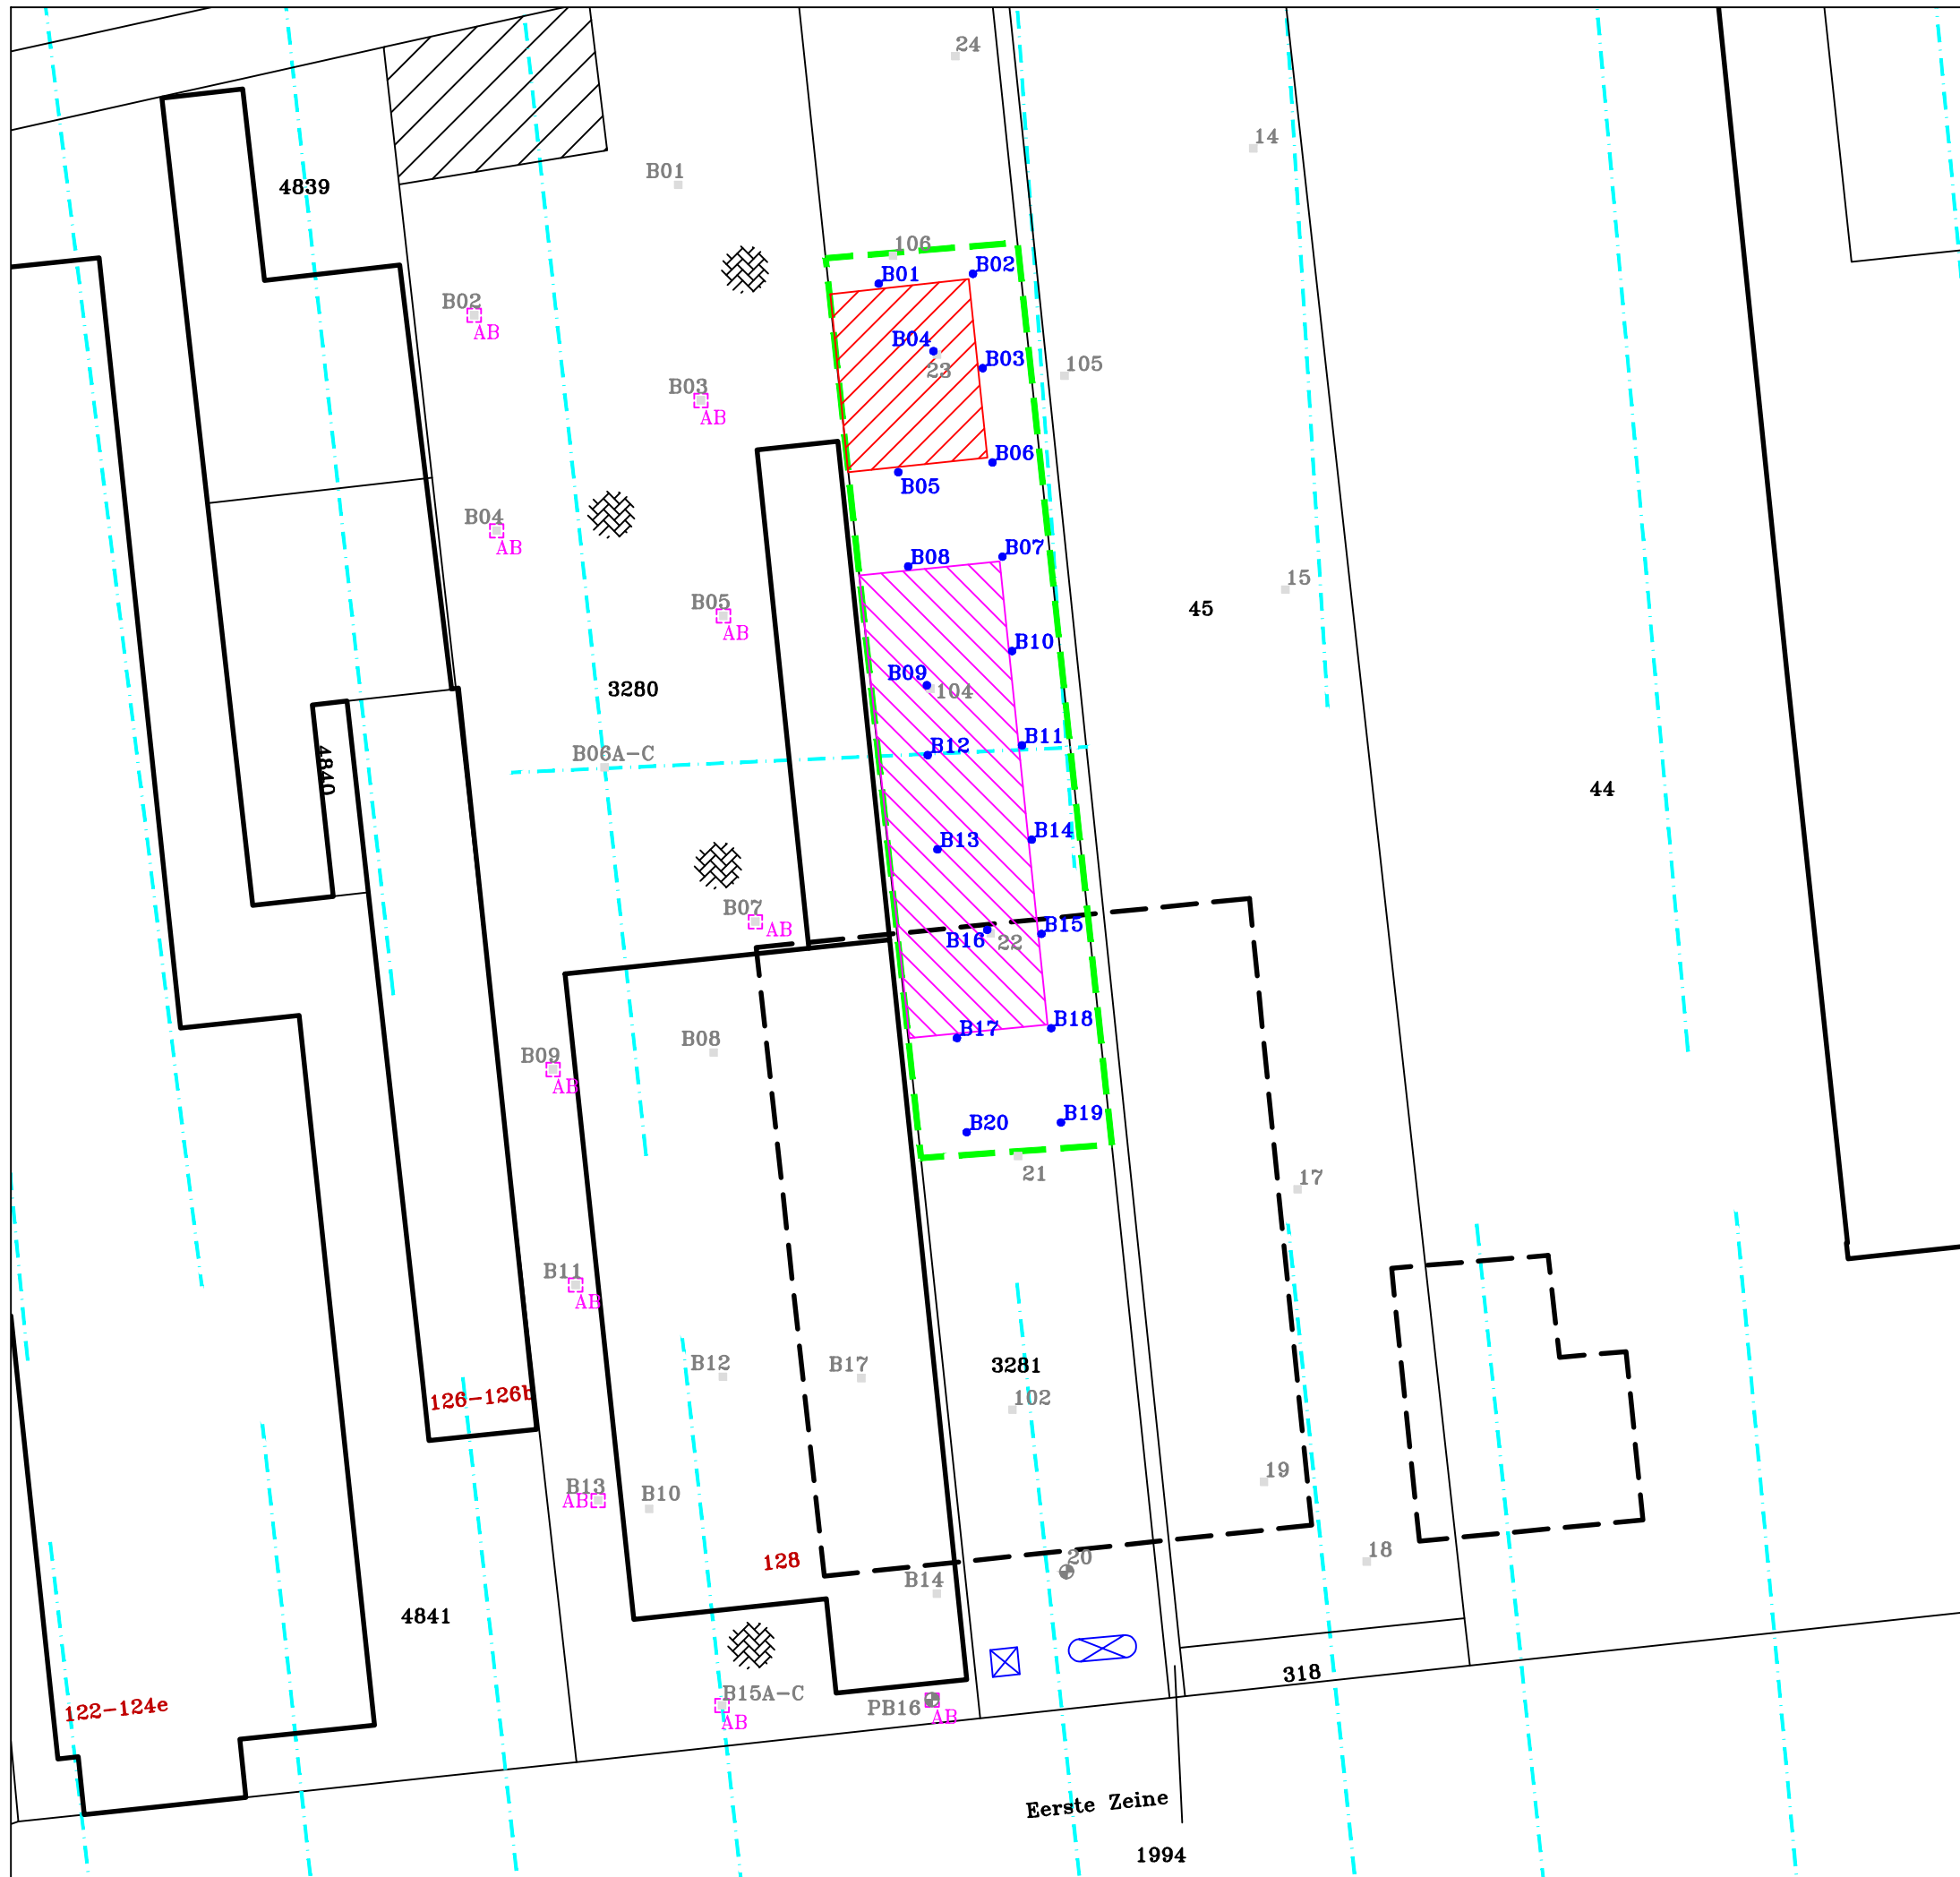 24
14
B01
4839
106
B01
B02
B02
AB
B04
23
B03
105
B03
AB
B06
B05
B04
AB
B08
B07
15
B05
AB
45
B10
3280
B09
104
B06A-C
B12
B11
4840
44
B13
B14
B07
AB
B16
22
B15
B08
B17
B18
B09
AB
B20
B19
21
17
B11
AB
B12
B17
3281
102
126-126b
19
B13
AB
B10
128
20
18
B14
4841
318
122-124e
B15A-C
AB
PB16
AB
Eerste Zeine
1994